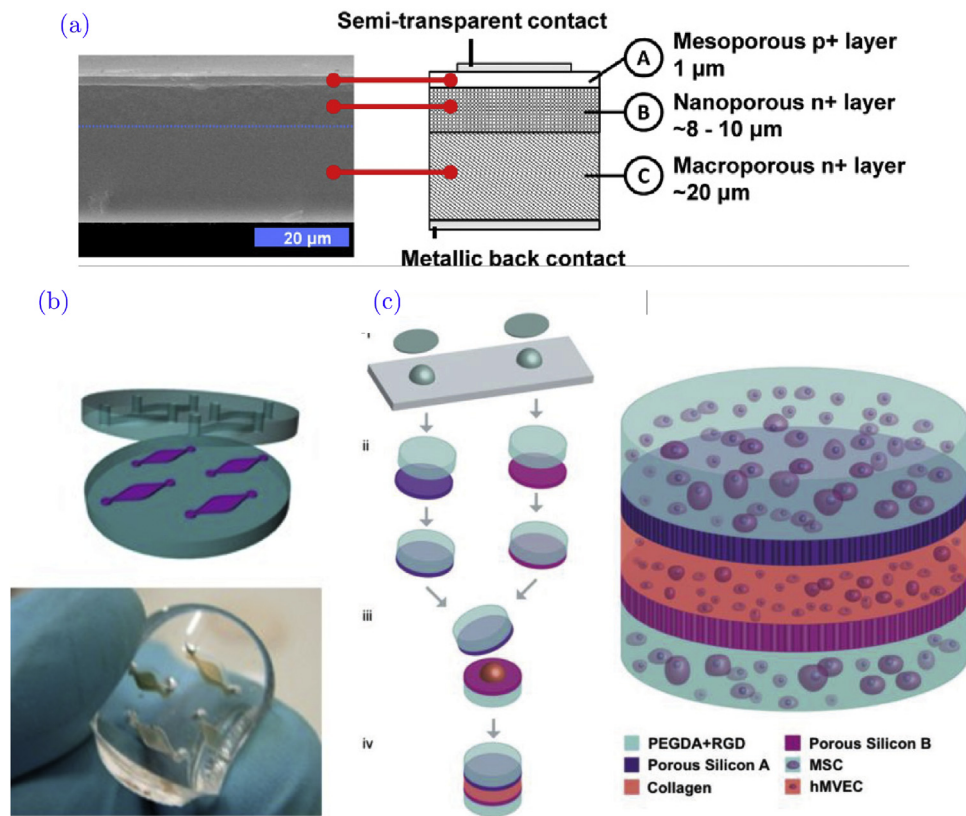 (a)
Semi-transparent contact
A
Mesoporous p+ layer
1 µm
B
Nanoporous n+ layer
~8 - 10 µm
C
Macroporous n+ layer
~20 µm
20 µm
Metallic back contact
(b)
(c)
ii
iii
iv
PEGDA+RGD
Porous Silicon A
Collagen
Porous Silicon B
MSC
hMVEC